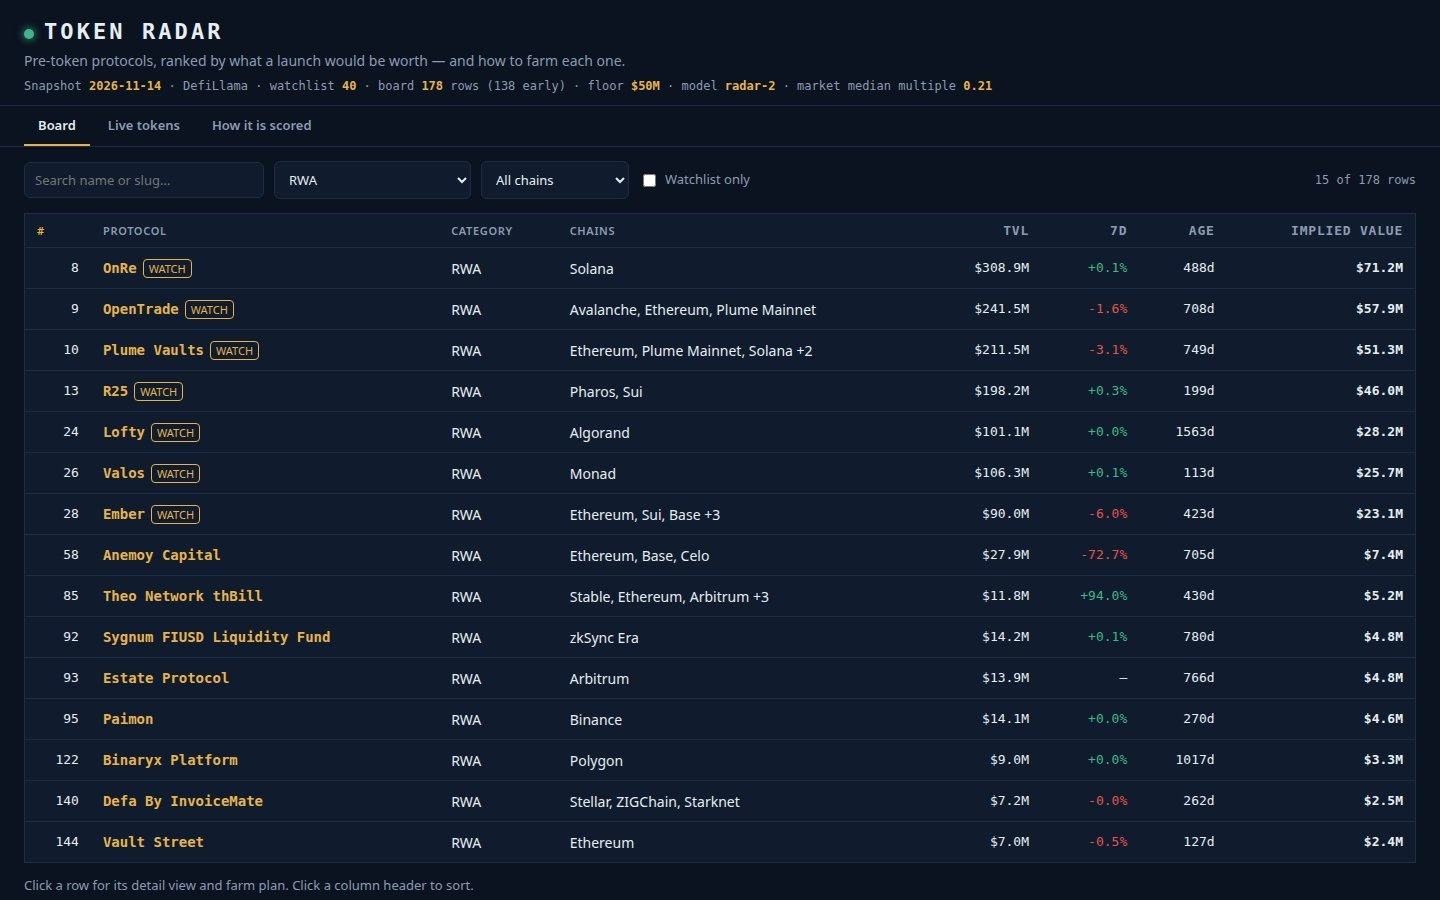 TOKEN RADAR
Pre-token protocols, ranked by what a launch would be worth — and how to farm each one.
Snapshot 2026-11-14 · DefiLlama · watchlist 40 · board 178 rows (138 early) · floor $50M · model radar-2 · market median multiple 0.21
Board Live tokens How it is scored
Search name or slug... RWA All chains Watchlist only 15 of 178 rows
# PROTOCOL CATEGORY CHAINS TVL 7D AGE IMPLIED VALUE
8 OnRe WATCH RWA Solana $308.9M +0.1% 488d $71.2M
9 OpenTrade WATCH RWA Avalanche, Ethereum, Plume Mainnet $241.5M -1.6% 708d $57.9M
10 Plume Vaults WATCH RWA Ethereum, Plume Mainnet, Solana +2 $211.5M -3.1% 749d $51.3M
13 R25 WATCH RWA Pharos, Sui $198.2M +0.3% 199d $46.0M
24 Lofty WATCH RWA Algorand $101.1M +0.0% 1563d $28.2M
26 Valos WATCH RWA Monad $106.3M +0.1% 113d $25.7M
28 Ember WATCH RWA Ethereum, Sui, Base +3 $90.0M -6.0% 423d $23.1M
58 Anemoy Capital RWA Ethereum, Base, Celo $27.9M -72.7% 705d $7.4M
85 Theo Network thBill RWA Stable, Ethereum, Arbitrum +3 $11.8M +94.0% 430d $5.2M
92 Sygnum FIUSD Liquidity Fund RWA zkSync Era $14.2M +0.1% 780d $4.8M
93 Estate Protocol RWA Arbitrum $13.9M — 766d $4.8M
95 Paimon RWA Binance $14.1M +0.0% 270d $4.6M
122 Binaryx Platform RWA Polygon $9.0M +0.0% 1017d $3.3M
140 Defa By InvoiceMate RWA Stellar, ZIGChain, Starknet $7.2M -0.0% 262d $2.5M
144 Vault Street RWA Ethereum $7.0M -0.5% 127d $2.4M
Click a row for its detail view and farm plan. Click a column header to sort.